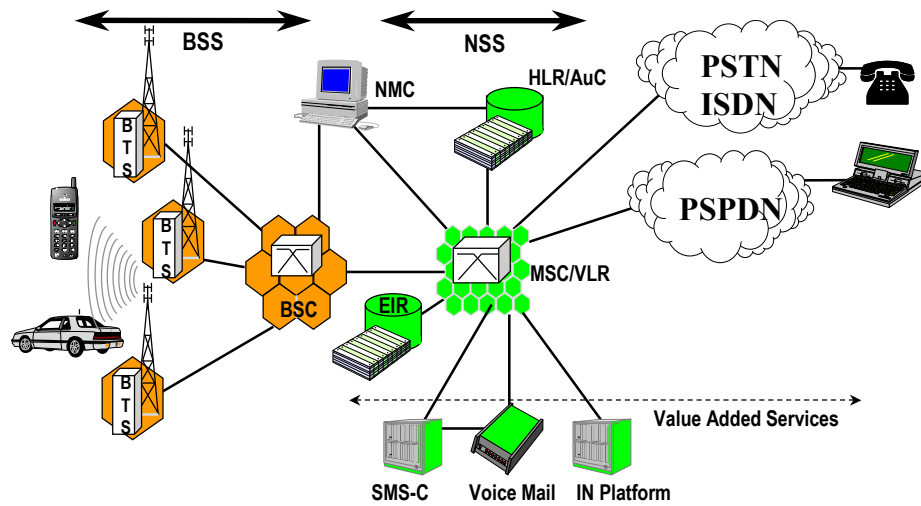 BSS
NSS
NMC
HLR/AuC
PSTN
ISDN
B
T
S
B
T
S
PSPDN
BSC
MSC/VLR
EIR
B
T
S
Value Added Services
SMS-C
Voice Mail
IN Platform